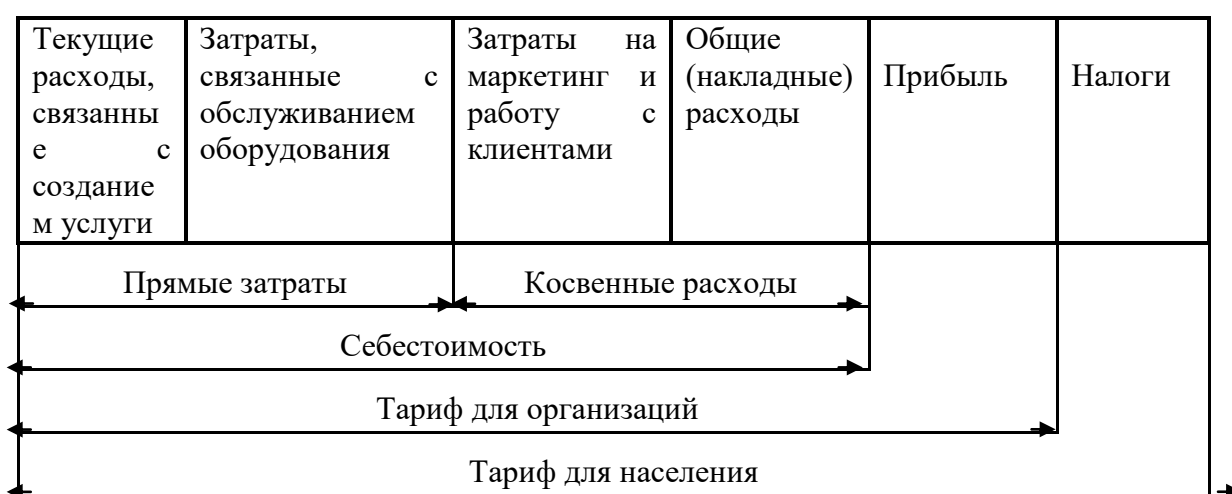 Текущие
расходы,
связанны
е с
создание
м услуги
Затраты,
связанные с
обслуживанием
оборудования
Затраты на
маркетинг и
работу с
клиентами
Общие
(накладные)
расходы
Прибыль
Налоги
Прямые затраты
Косвенные расходы
Себестоимость
Тариф для организаций
Тариф для населения